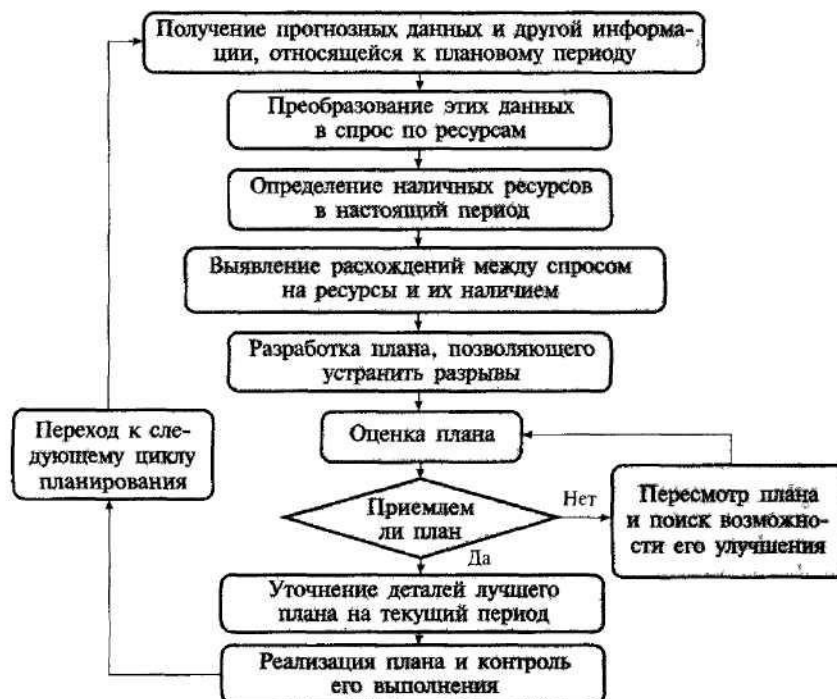 Получение прогнозных данных и другой информа-
ции, относящейся к плановому периоду
Преобразование этих данных
в спрос по ресурсам
Определение наличных ресурсов
в настоящий период
Выявление расхождений между спросом
на ресурсы и их наличием
Разработка плана, позволяющего
устранить разрывы
Переход к сле-
дующему циклу
планирования
Оценка плана
Приемлем
ли план
Нет
Пересмотр плана
и поиск возможно-
сти его улучшения
Да
Уточнение деталей лучшего
плана на текущий период
Реализация плана и контроль
его выполнения